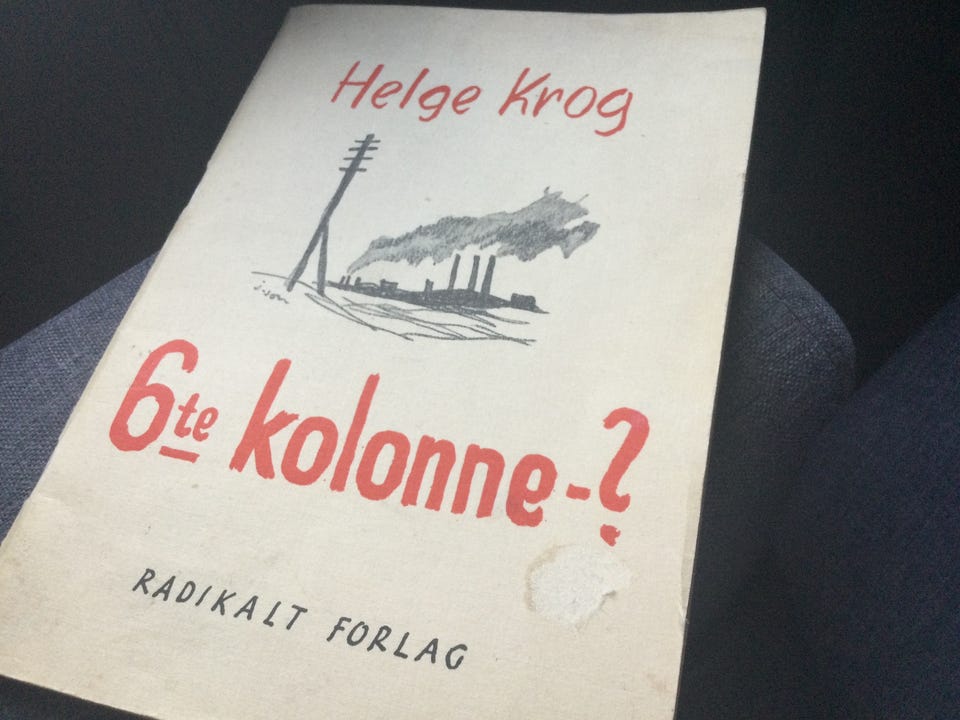 Helge Krog
6te kolonne-?
RADIKALT FORLAG